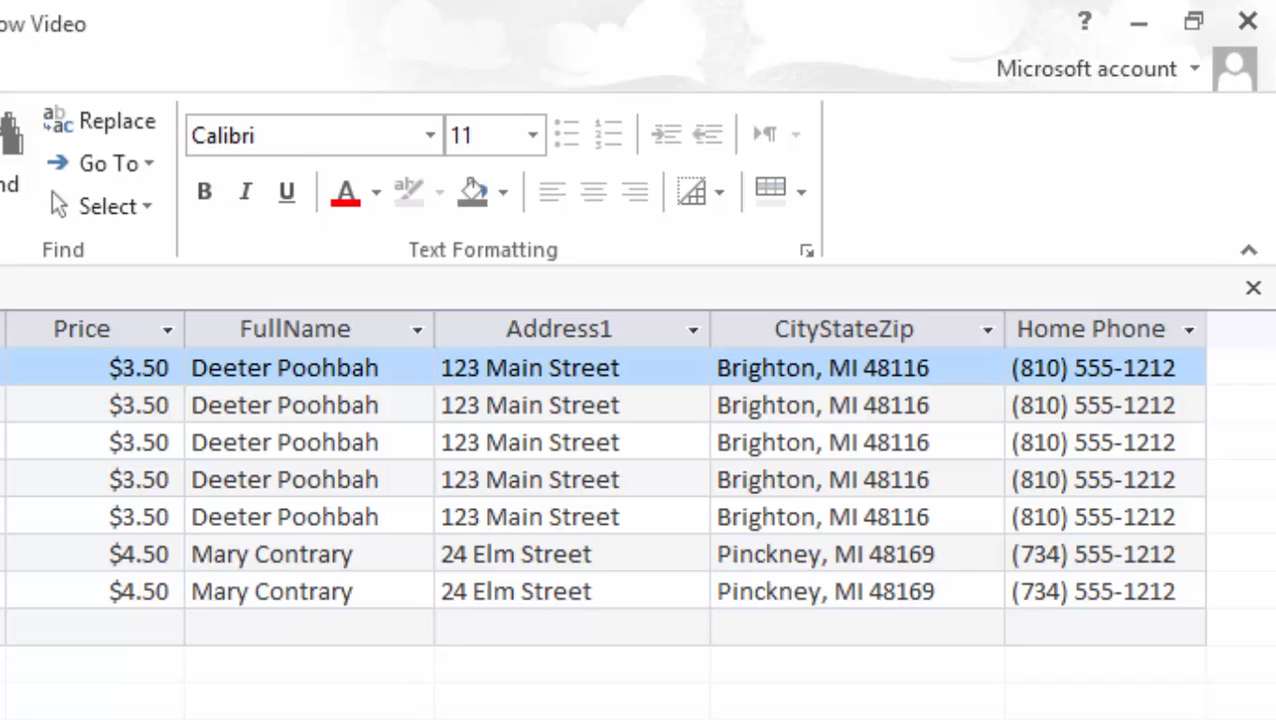 ow Video
?
Microsoft account
Replace
Calibri
11
Go To
nd
B I U A
Select
Find
Text Formatting
Price FullName Address1 CityStateZip Home Phone
$3.50 Deeter Poohbah 123 Main Street Brighton, MI 48116 (810) 555-1212
$3.50 Deeter Poohbah 123 Main Street Brighton, MI 48116 (810) 555-1212
$3.50 Deeter Poohbah 123 Main Street Brighton, MI 48116 (810) 555-1212
$3.50 Deeter Poohbah 123 Main Street Brighton, MI 48116 (810) 555-1212
$3.50 Deeter Poohbah 123 Main Street Brighton, MI 48116 (810) 555-1212
$4.50 Mary Contrary 24 Elm Street Pinckney, MI 48169 (734) 555-1212
$4.50 Mary Contrary 24 Elm Street Pinckney, MI 48169 (734) 555-1212